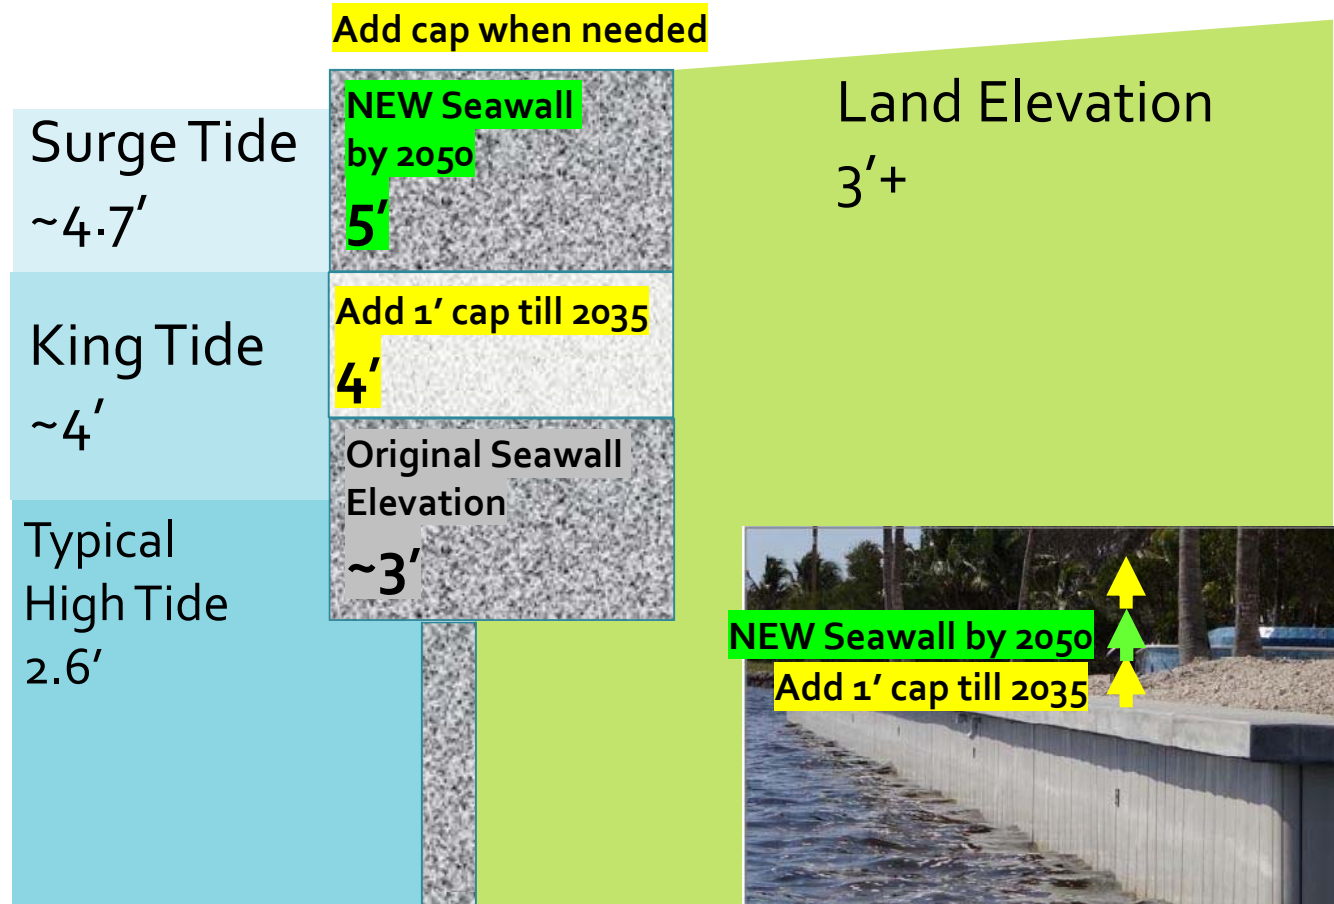 Add cap when needed
NEW Seawall
by 2050
5’
Surge Tide
~4.7’
Land Elevation
3’+
Add 1’ cap till 2035
4’
King Tide
~4’
Original Seawall
Elevation
~3’
Typical
High Tide
2.6’
NEW Seawall by 2050
Add 1’ cap till 2035